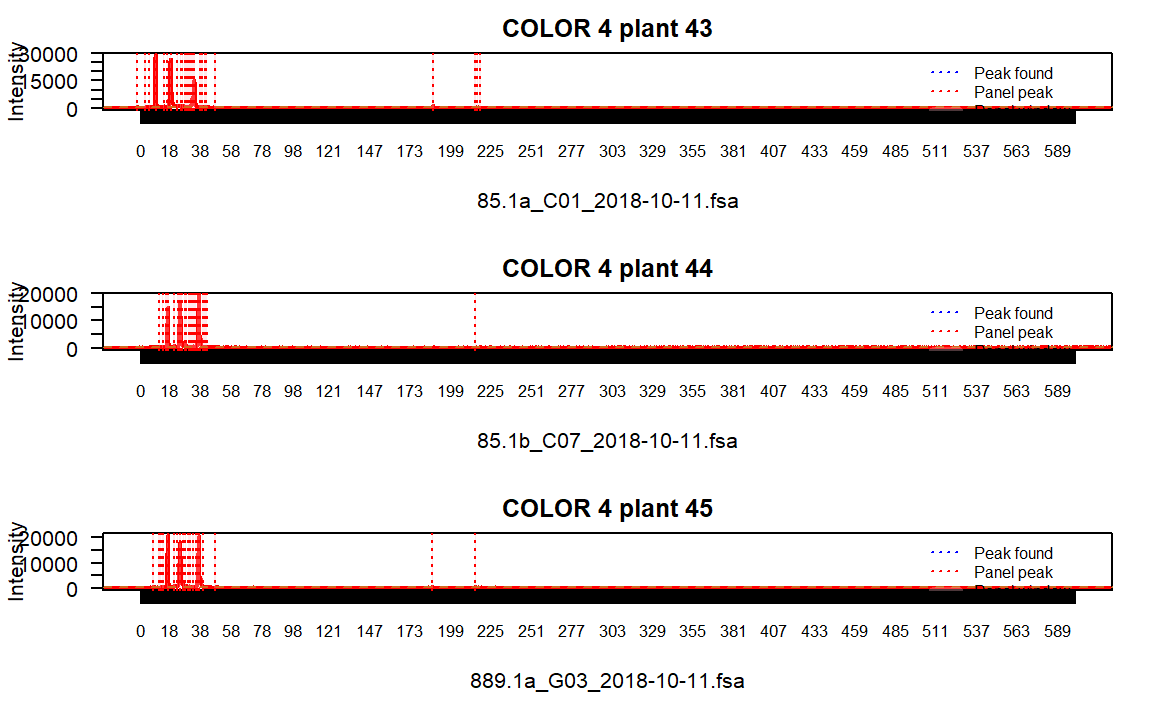 COLOR 4 plant 43
Intensity
30000
15000
0
Peak found
Panel peak
0 18 38 58 78 98 121 147 173 199 225 251 277 303 329 355 381 407 433 459 485 511 537 563 589
85.1a_C01_2018-10-11.fsa
COLOR 4 plant 44
Intensity
20000
10000
0
Peak found
Panel peak
0 18 38 58 78 98 121 147 173 199 225 251 277 303 329 355 381 407 433 459 485 511 537 563 589
85.1b_C07_2018-10-11.fsa
COLOR 4 plant 45
Intensity
20000
10000
0
Peak found
Panel peak
0 18 38 58 78 98 121 147 173 199 225 251 277 303 329 355 381 407 433 459 485 511 537 563 589
889.1a_G03_2018-10-11.fsa